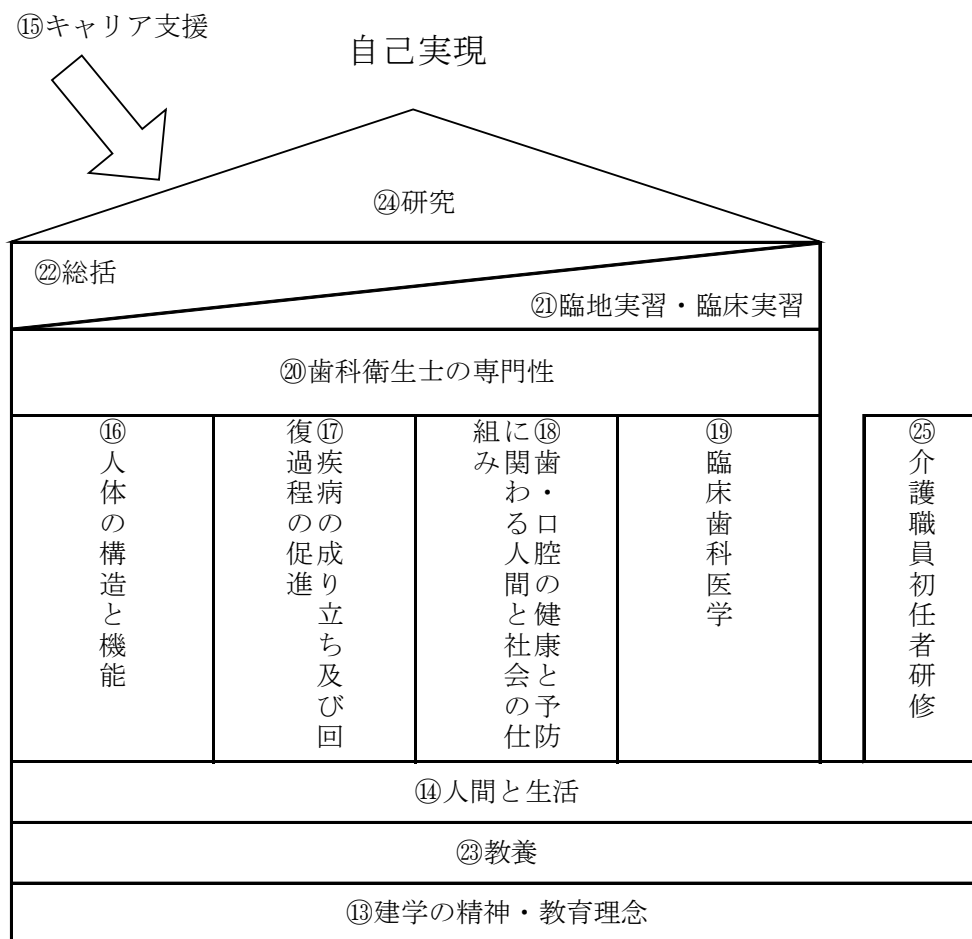 ⑮キャリア支援
自己実現
㉔研究
㉒総括
㉑臨地実習・臨床実習
⑳歯科衛生士の専門性
⑯人体の構造と機能
⑰疾病の成り立ち及び回
復過程の促進
⑱歯・口腔の健康と予防
に関わる人間と社会の仕
組み
⑲臨床歯科医学
㉕介護職員初任者研修
⑭人間と生活
㉓教養
⑬建学の精神・教育理念